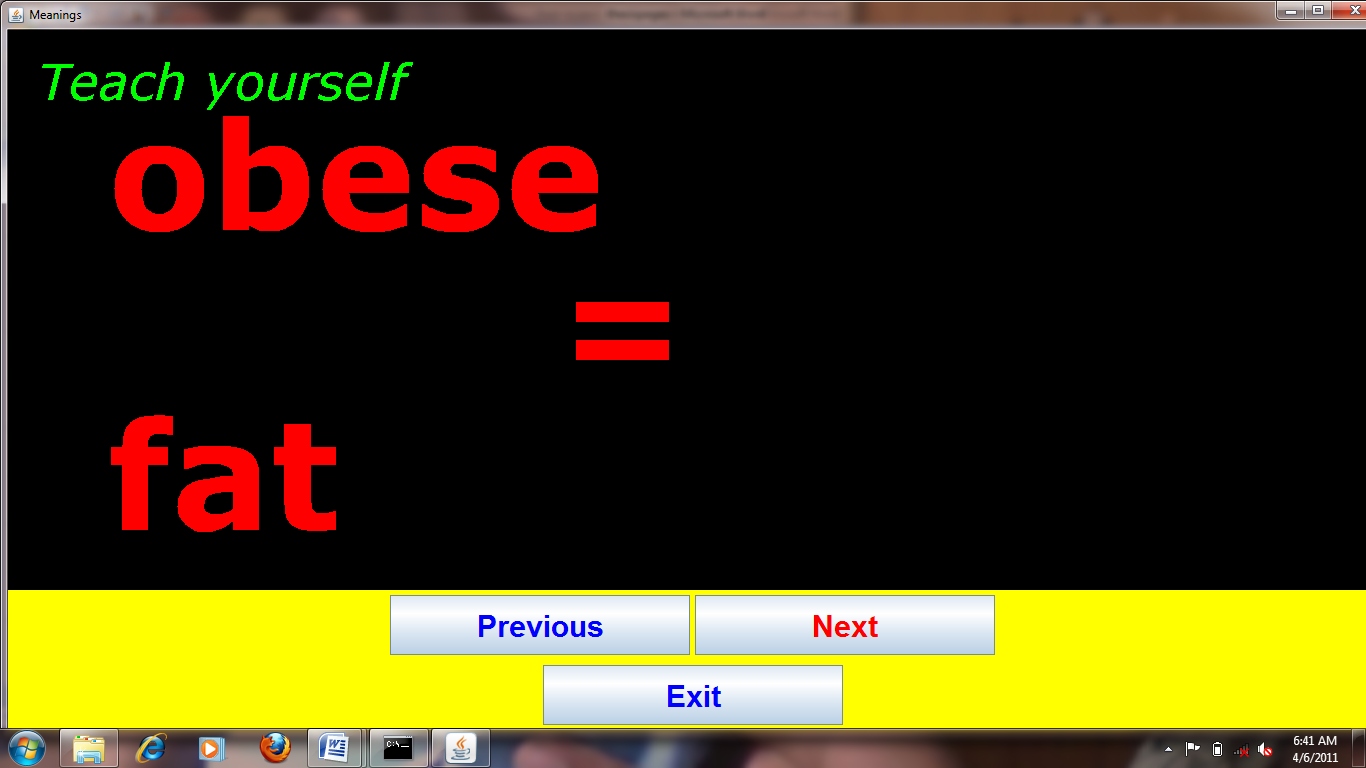 Meanings
Teach yourself
obese
=
fat
Previous
Next
Exit
C:\_
6:41 AM
4/6/2011